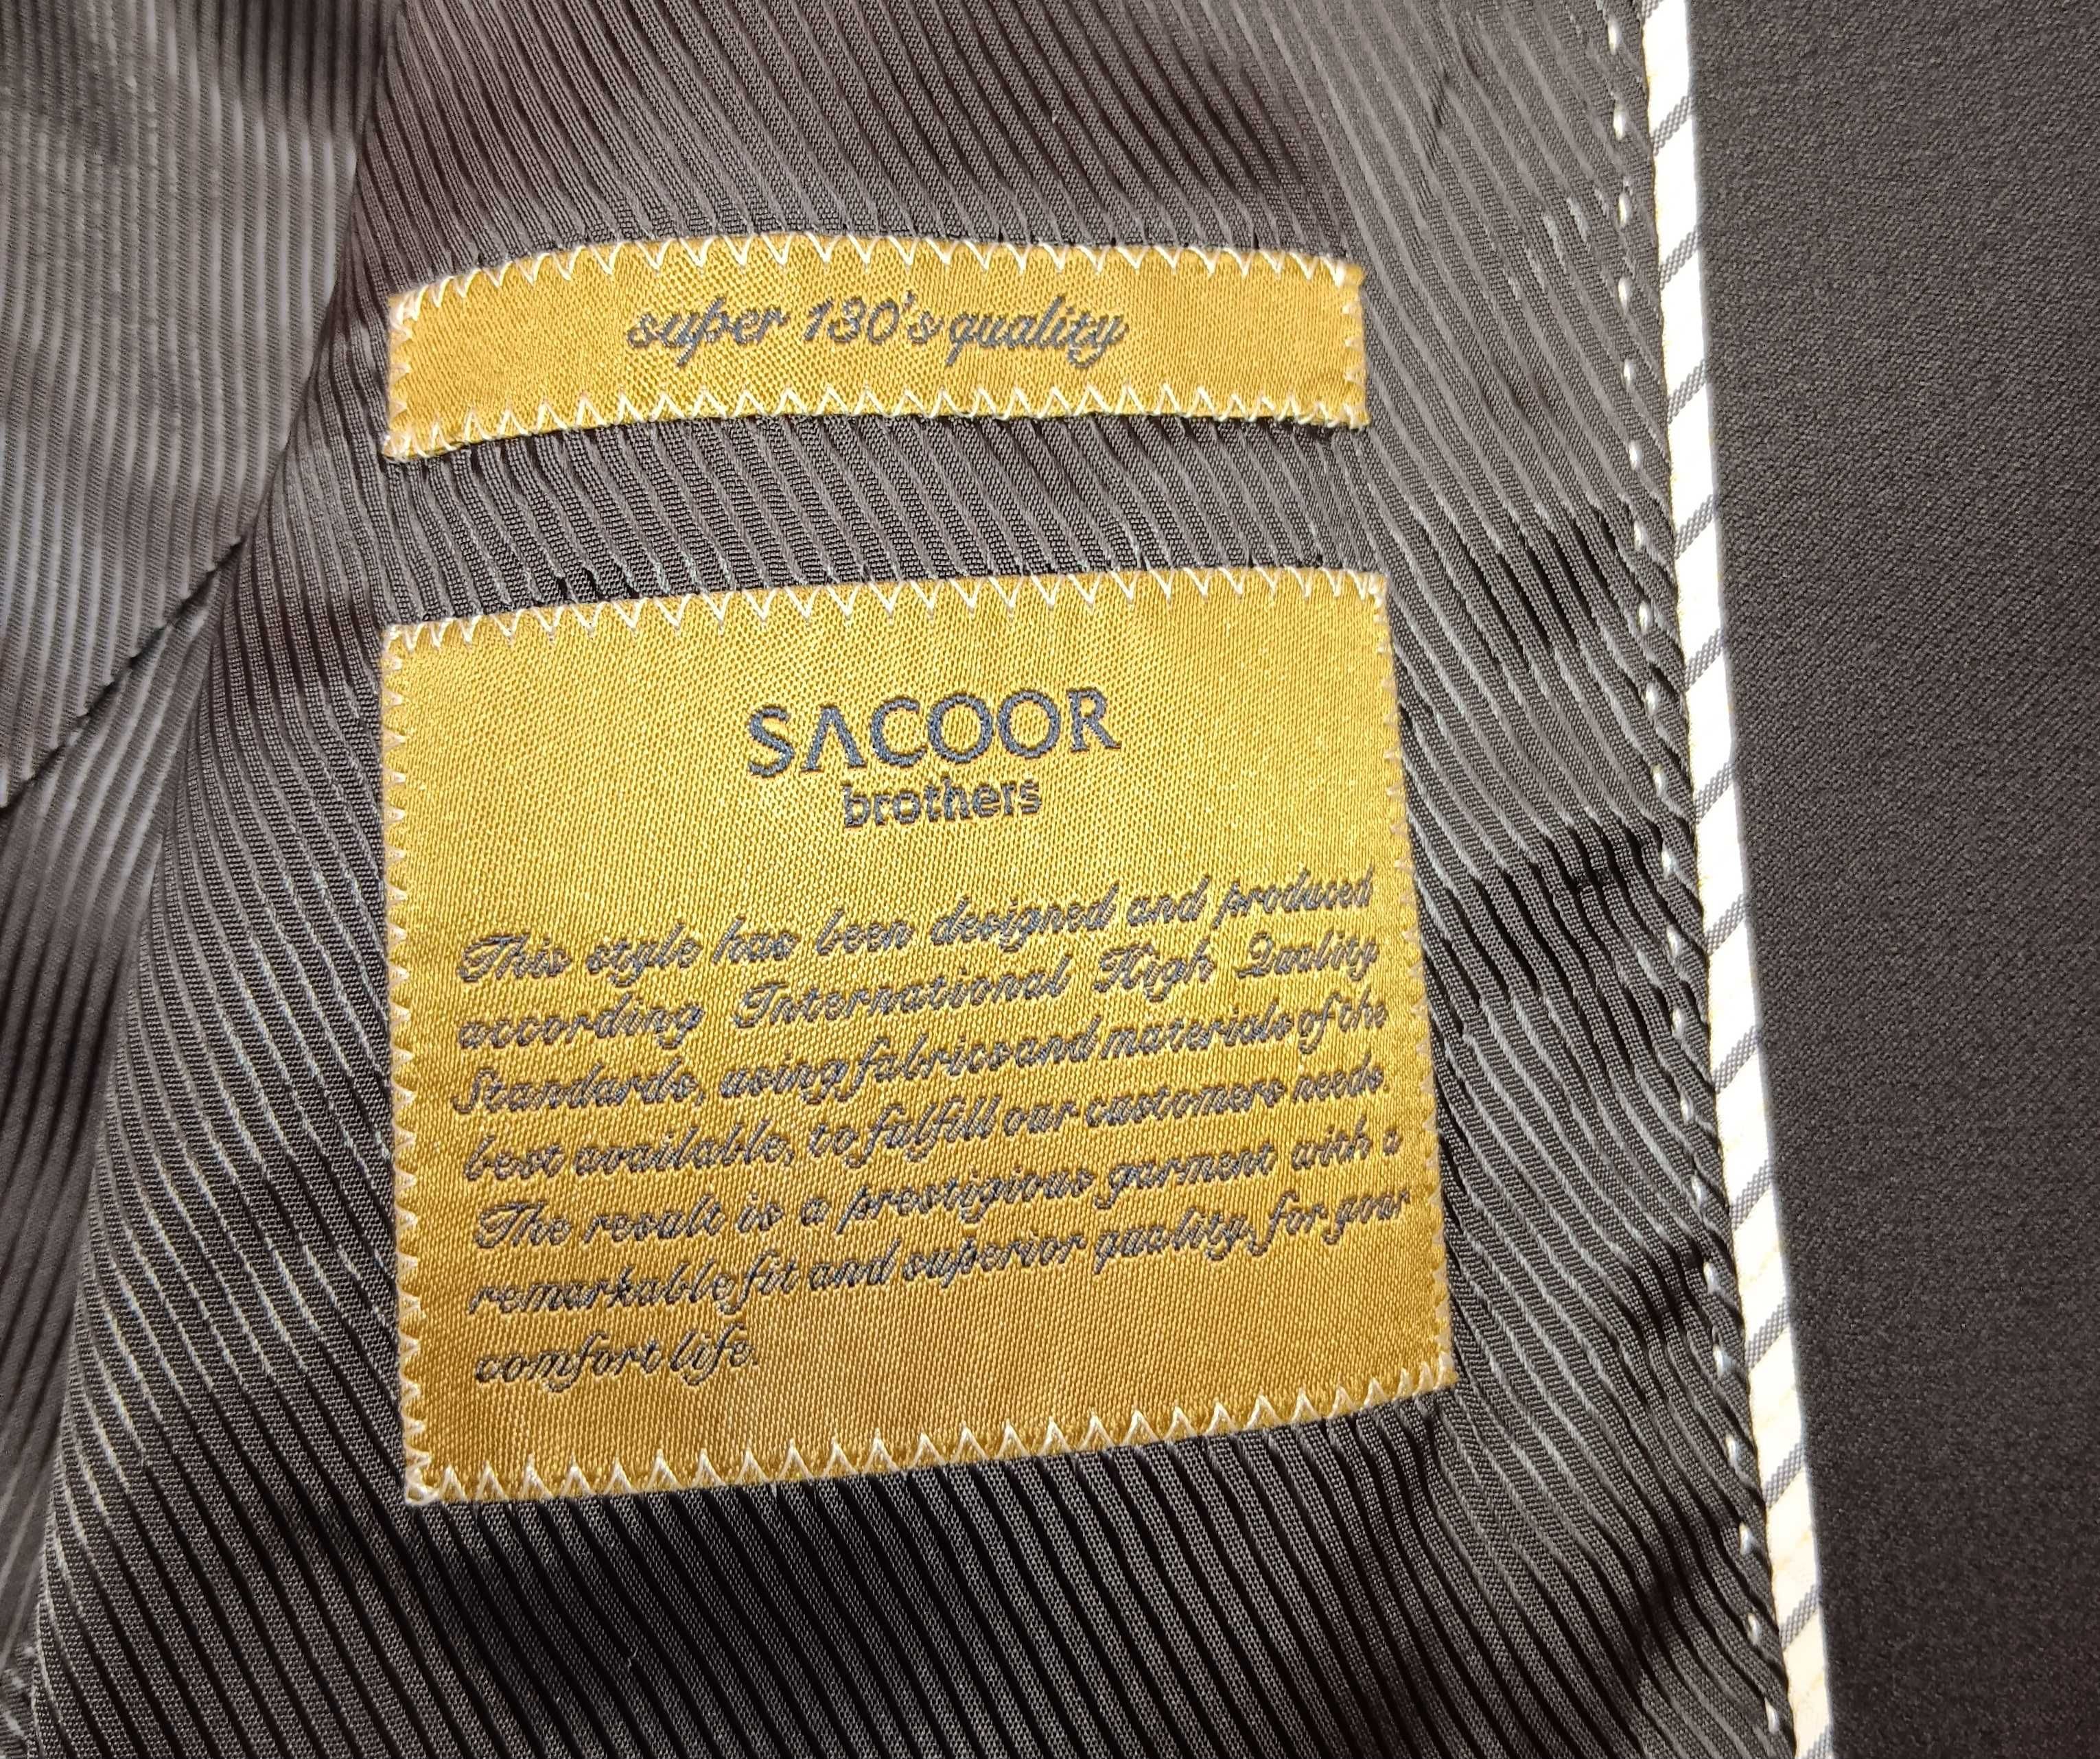 super 130's quality
SACOOR
brothers
This style has been designed and produced
according International High Quality
Standards, using fabrics and materials of the
best available, to fulfill our customers needs.
The result is a prestigious garment with a
remarkable fit and superior quality, for your
comfort life.